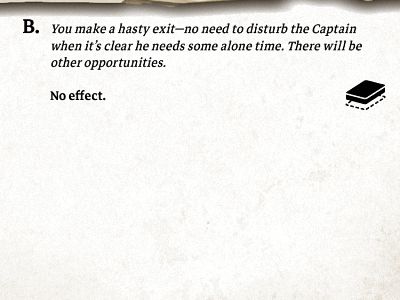 B. You make a hasty exit—no need to disturb the Captain
when it's clear he needs some alone time. There will be
other opportunities.
No effect.